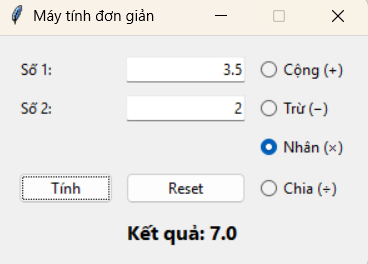 Máy tính đơn giản
Số 1: 3.5 Cộng (+)
Số 2: 2 Trừ (−)
Nhân (×)
Tính Reset Chia (÷)
Kết quả: 7.0